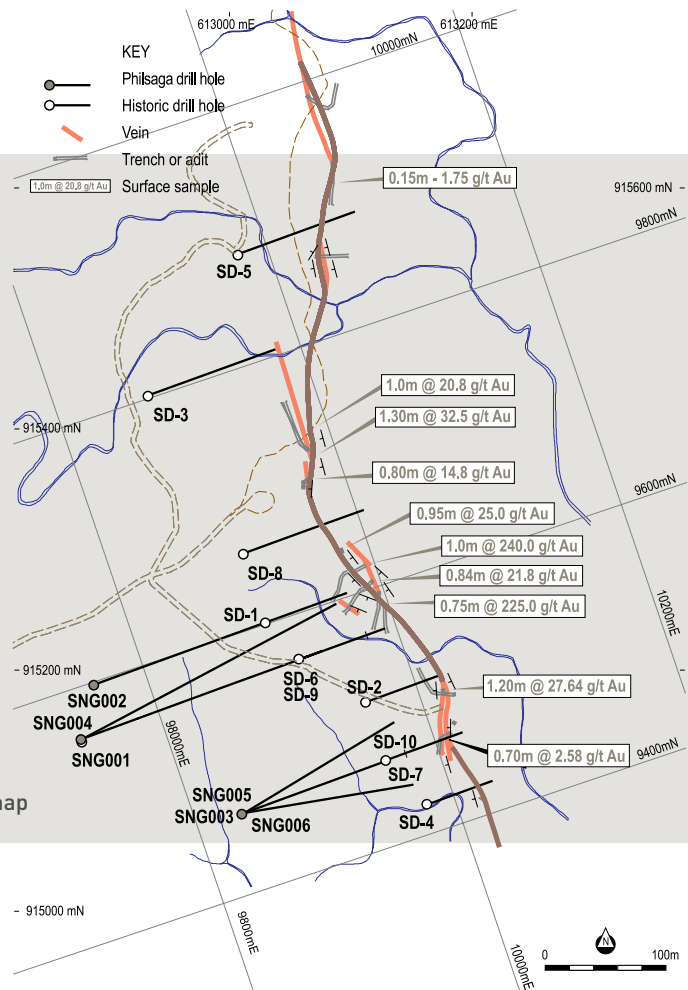 613000 mE
613200 mE
KEY
10000mN
Philsaga drill hole
Historic drill hole
Vein
Trench or adit
1.0m @ 20.8 g/t Au
Surface sample
0.15m - 1.75 g/t Au
915600 mN
9800mN
SD-5
1.0m @ 20.8 g/t Au
SD-3
1.30m @ 32.5 g/t Au
915400 mN
0.80m @ 14.8 g/t Au
9600mN
0.95m @ 25.0 g/t Au
1.0m @ 240.0 g/t Au
SD-8
0.84m @ 21.8 g/t Au
10200mE
SD-1
0.75m @ 225.0 g/t Au
915200 mN
SD-6
SD-9
SD-2
1.20m @ 27.64 g/t Au
SNG002
SNG004
98000mE
SNG001
SD-10
9400mN
0.70m @ 2.58 g/t Au
SD-7
SNG005
SNG003
SNG006
SD-4
map
915000 mN
9800mE
10000mE
N
0
100m